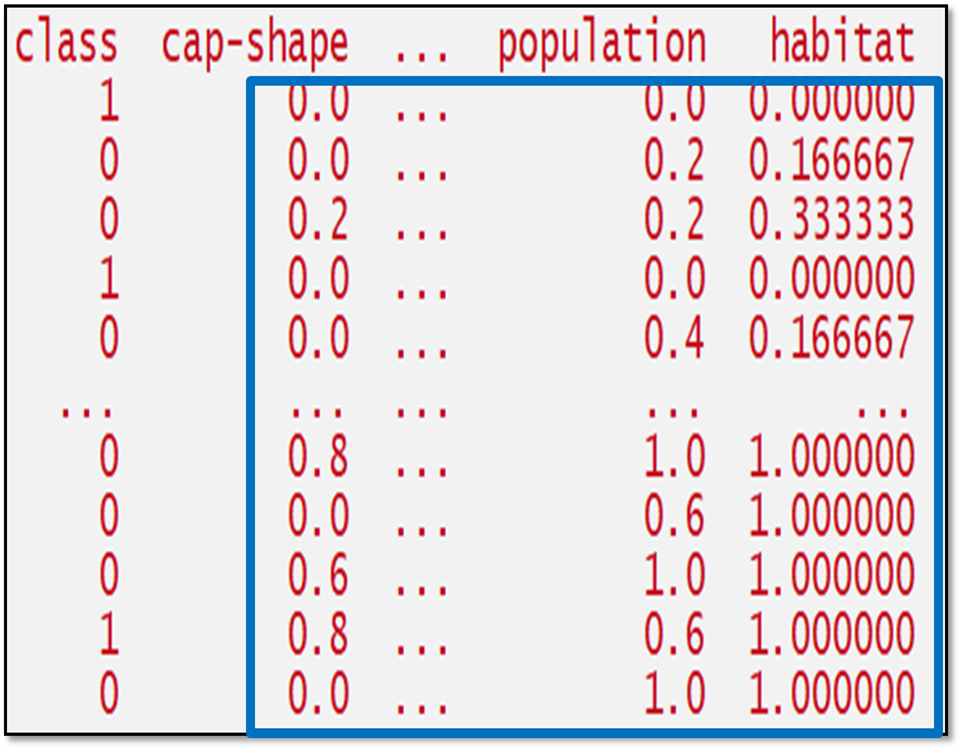 class cap-shape ... population habitat
1 0.0 ... 0.0 0.000000
0 0.0 ... 0.2 0.166667
0 0.2 ... 0.2 0.333333
1 0.0 ... 0.0 0.000000
0 0.0 ... 0.4 0.166667
... ... ... ... ...
0 0.8 ... 1.0 1.000000
0 0.0 ... 0.6 1.000000
0 0.6 ... 1.0 1.000000
1 0.8 ... 0.6 1.000000
0 0.0 ... 1.0 1.000000